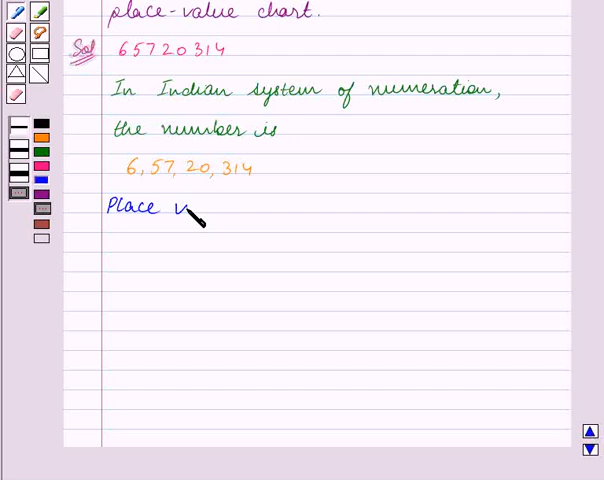 place-value chart.
Sol 65720314
In Indian system of numeration,
the number is
6, 57, 20, 314
Place v